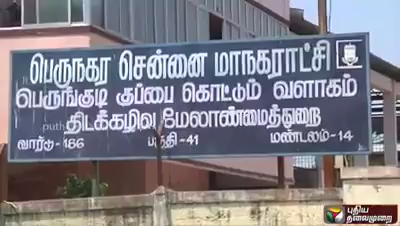 பெருநகர சென்னை மாநகராட்சி
பெருங்குடி குப்பை கொட்டும் வளாகம்
திடக்கழிவு மேலாண்மைத்துறை
வார்டு-186 பகுதி-41 மண்டலம்-14
புதிய
தலைமுறை